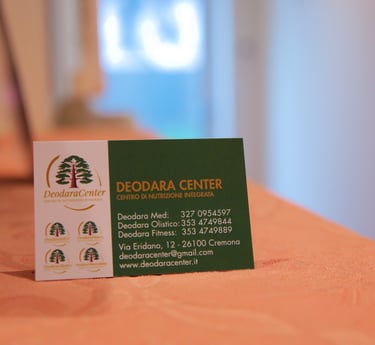 DeodaraCenter
DEODARA CENTER
CENTRO DI NUTRIZIONE INTEGRATA
Deodara Med: 327 0954597
Deodara Olistico: 353 4749844
Deodara Fitness: 353 4749889
Via Eridano, 12 - 26100 Cremona
deodaracenter@gmail.com
www.deodaracenter.it